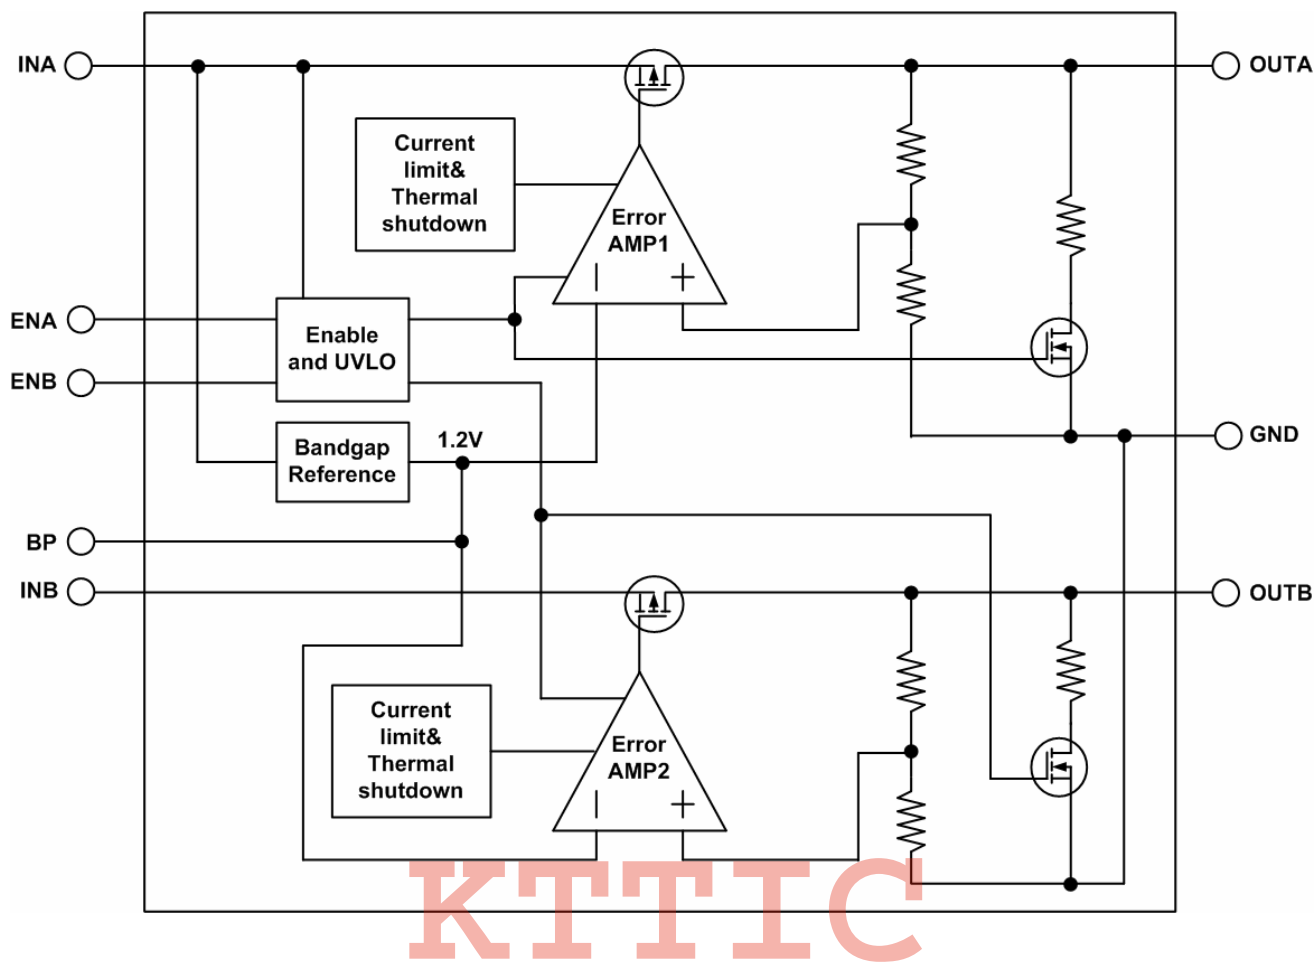 INA
OUTA
Current
limit&
Thermal
shutdown
Error
AMP1
ENA
Enable
and UVLO
ENB
1.2V
Bandgap
Reference
GND
BP
INB
OUTB
Current
limit&
Thermal
shutdown
Error
AMP2
KTTIC